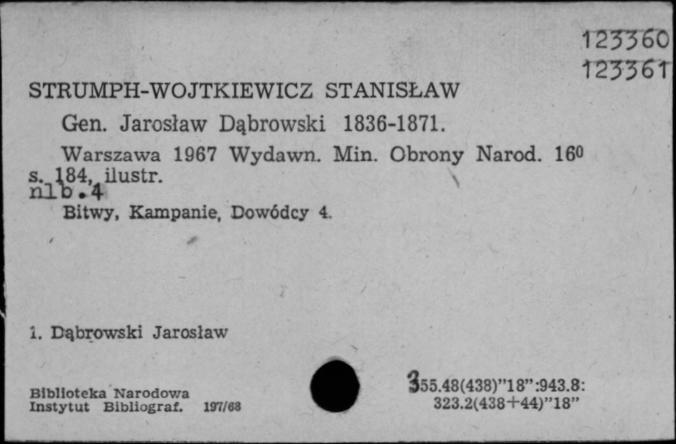 123360
123361
STRUMPH-WOJTKIEWICZ STANISŁAW
Gen. Jarosław Dąbrowski 1836-1871.
Warszawa 1967 Wydawn. Min. Obrony Narod. 16⁰
s. 184, ilustr.
nlb.4
Bitwy, Kampanie, Dowódcy 4.
1. Dąbrowski Jarosław
Biblioteka Narodowa
Instytut Bibliograf. 197/68
355.48(438)”18”:943.8:
323.2(438+44)”18”